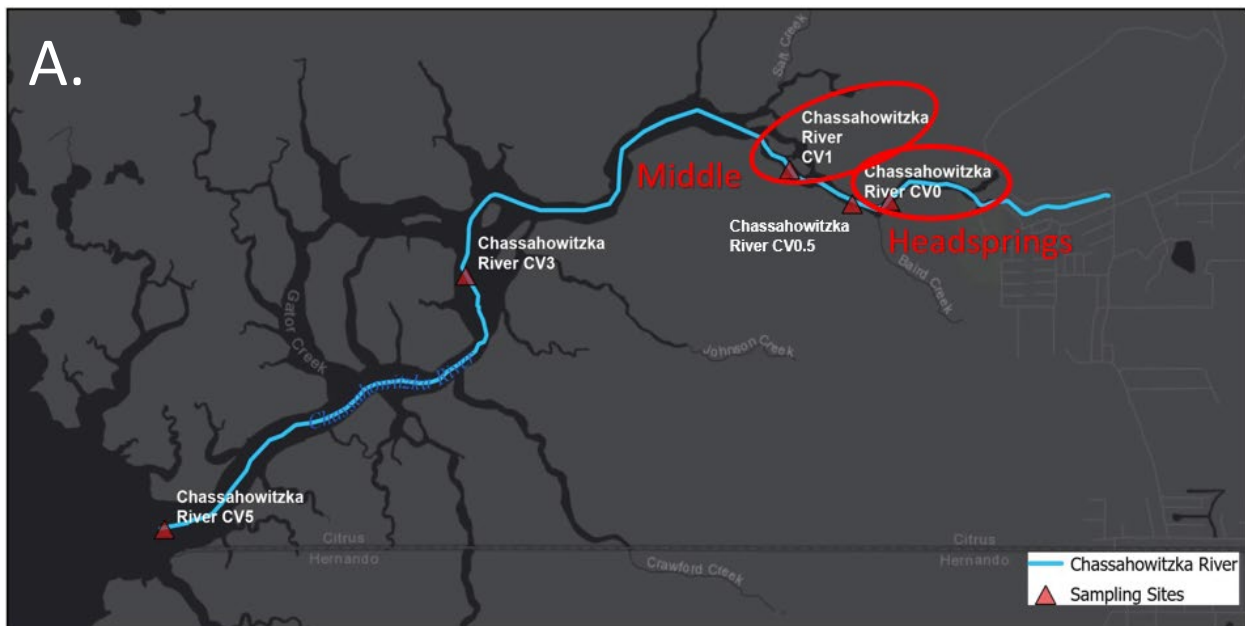 A.
Salt Creek
Chassahowitzka
River
CV1
Chassahowitzka
River CV0
Middle
Chassahowitzka
River CV0.5
Headsprings
Baird Creek
Chassahowitzka
River CV3
Gator Creek
Johnson Creek
Chassahowitzka River
Chassahowitzka
River CV5
Citrus
Hernando
Citrus
Hernando
Crawford Creek
Chassahowitzka River
Sampling Sites